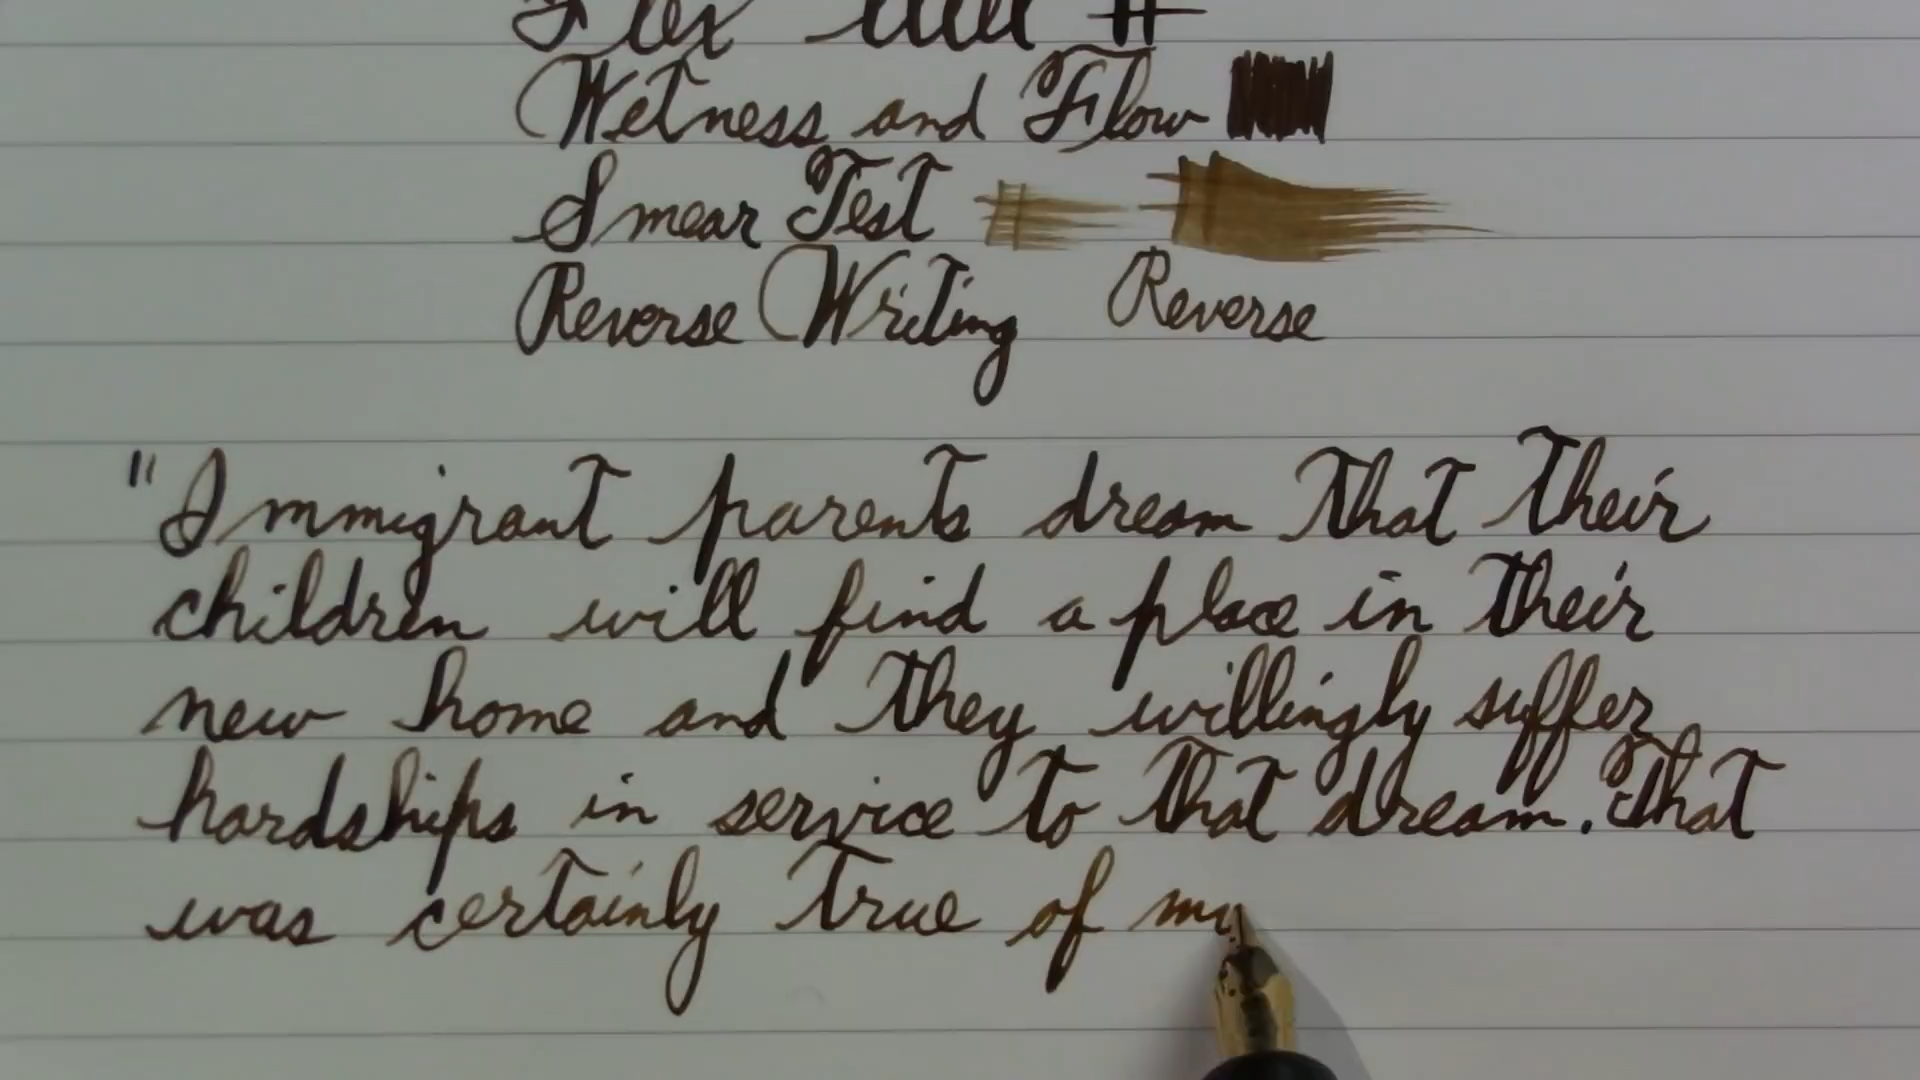 Flex
Wetness and Flow
Smear Test
Reverse Writing Reverse
"Immigrant parents dream that their
children will find a place in their
new home and they willingly suffer
hardships in service to that dream. That
was certainly true of my